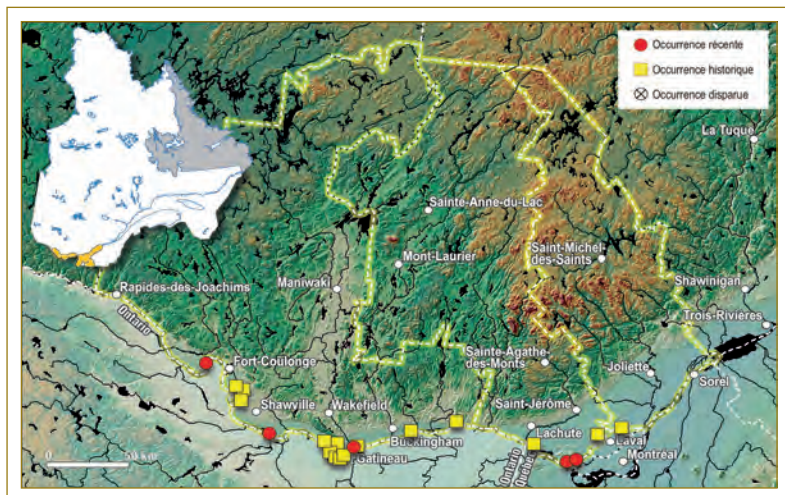 Occurrence récente
Occurrence historique
Occurrence disparue
La Tuque
Sainte-Anne-du-Lac
Saint-Michel-
des-Saints
Mont-Laurier
Maniwaki
Shawinigan
Rapides-des-Joachims
Ontario
Trois-Rivières
Fort-Coulonge
Sainte-Agathe-
des-Monts
Joliette
Sorel
Shawville
Wakefield
Saint-Jérôme
Buckingham
Lachute
Laval
Gatineau
Ontario
Québec
Montréal
0 50 km